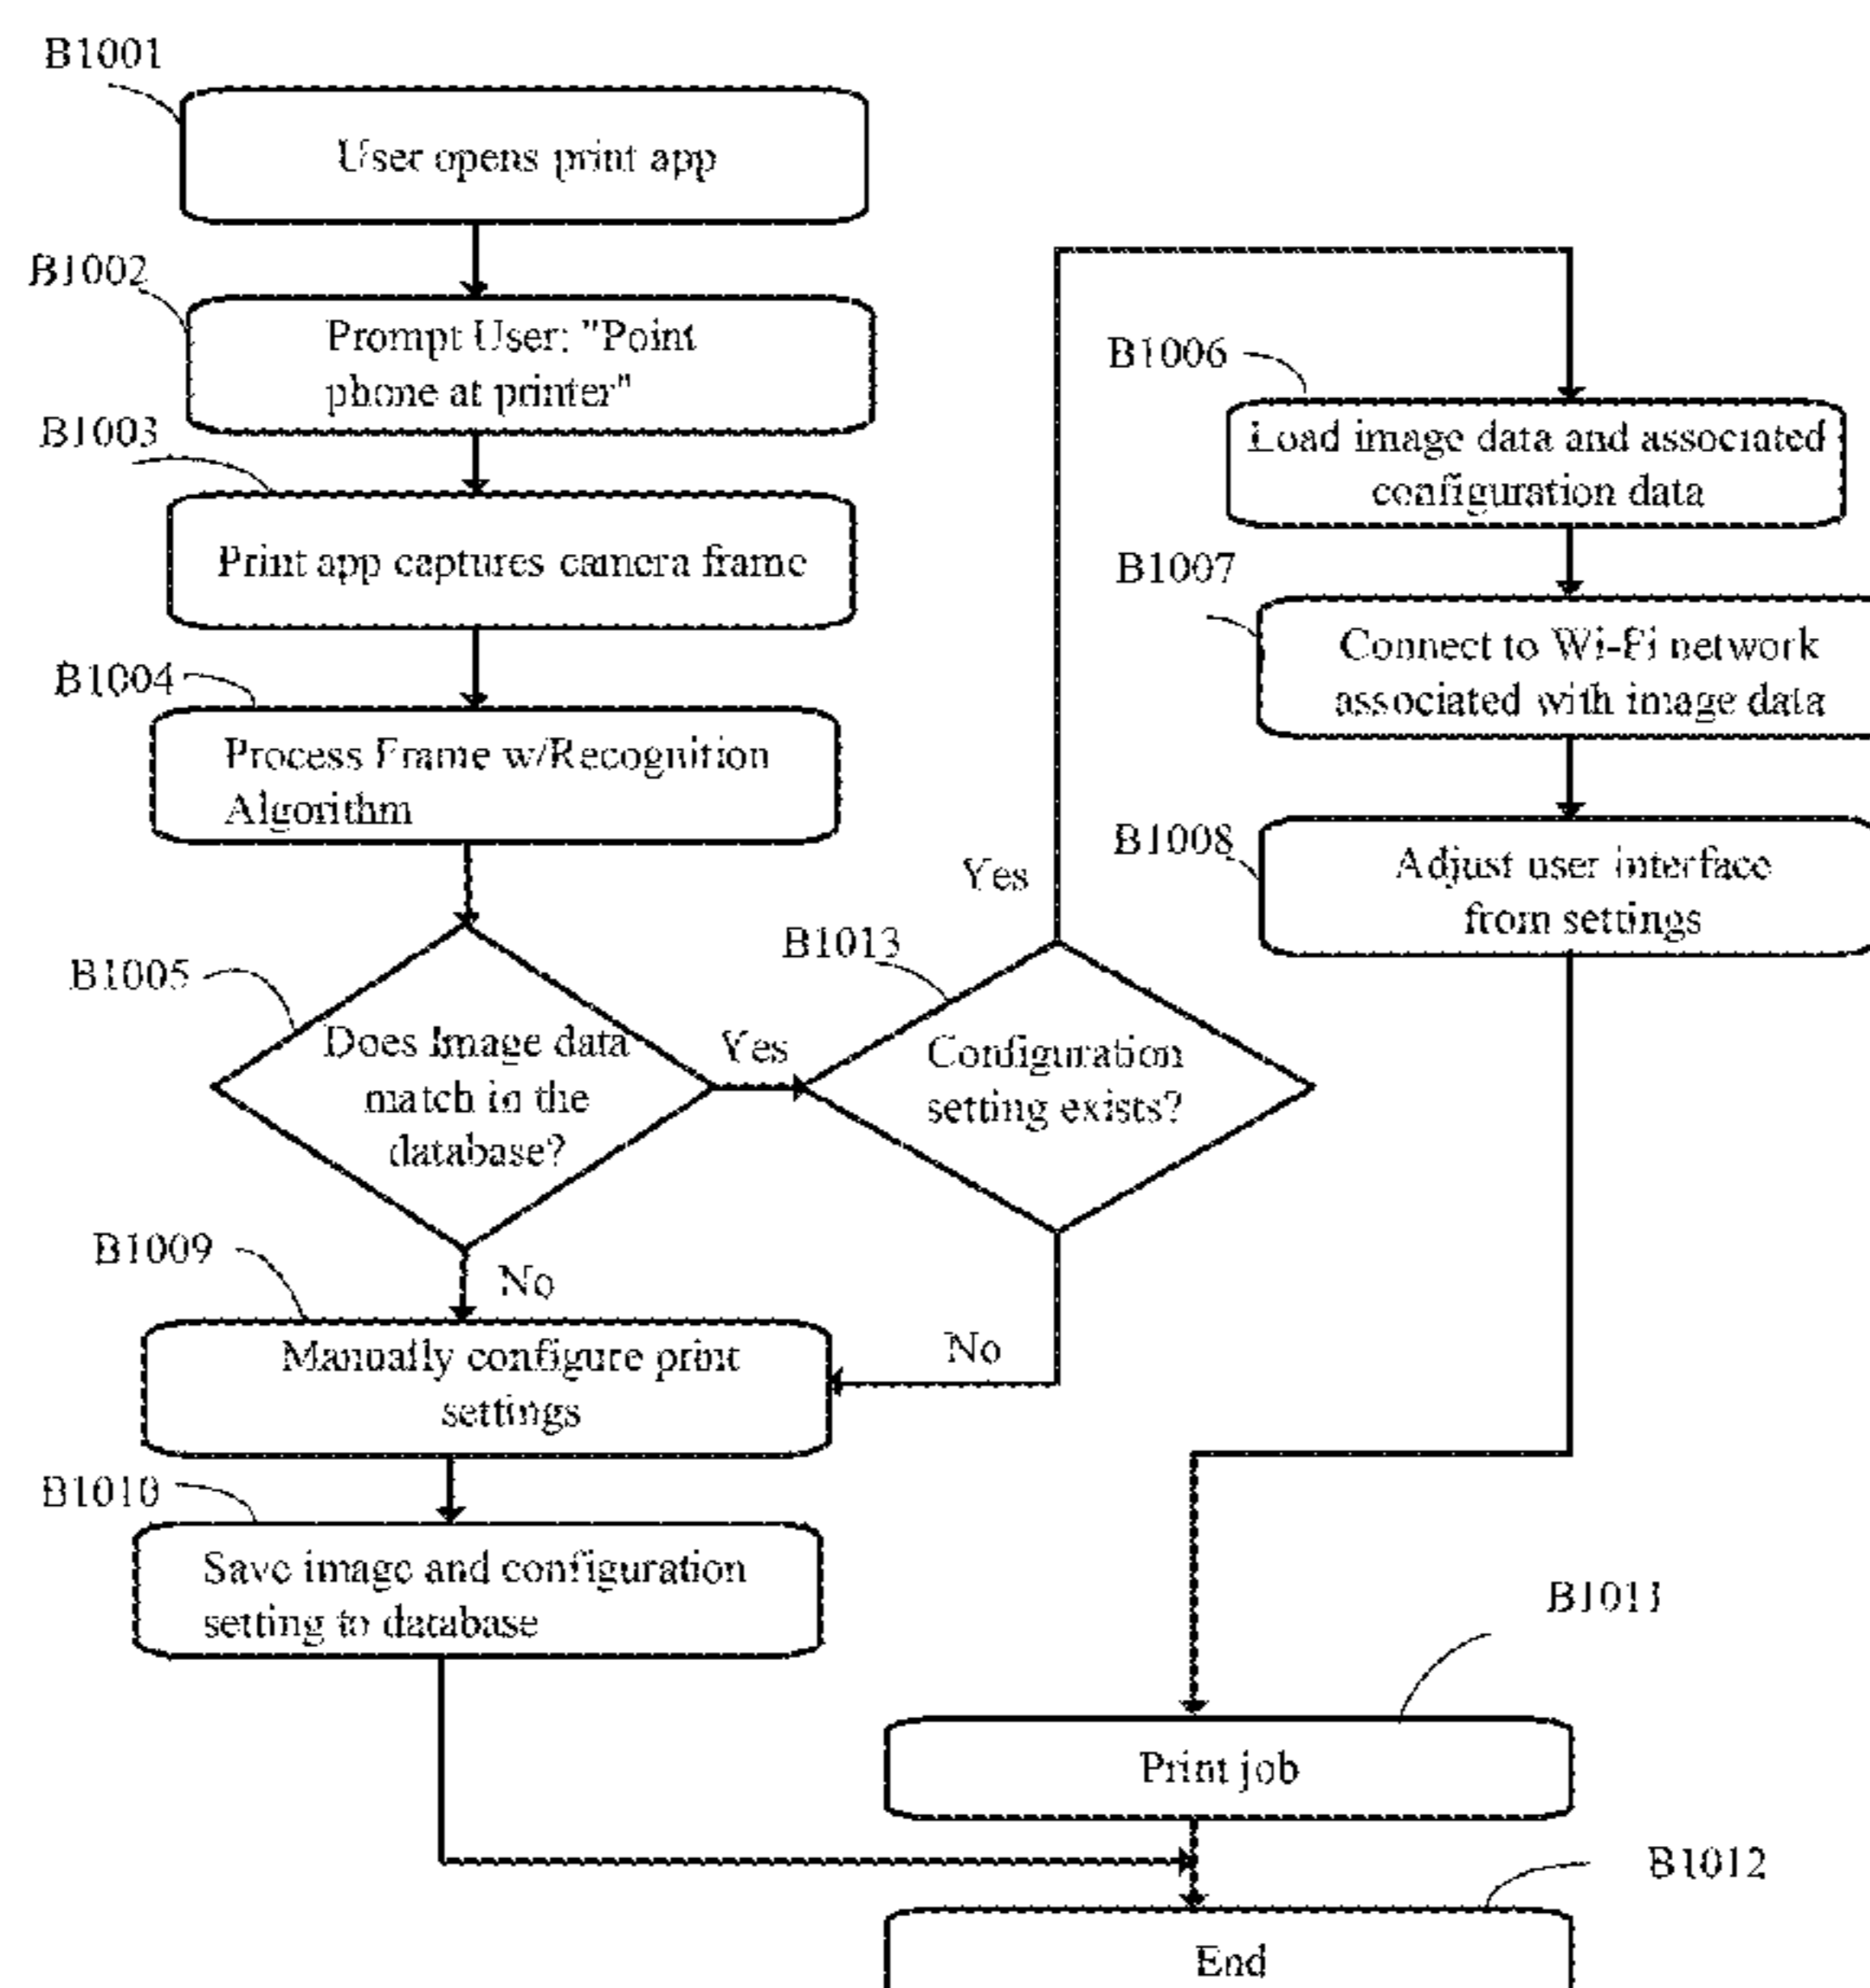 B1001
User opens print app
B1002
Prompt User: "Point
phone at printer"
B1003
Print app captures camera frame
B1004
Process Frame w/Recognition
Algorithm
B1005
Does Image data
match in the
database?
Yes
B1013
Configuration
setting exists?
Yes
B1006
Load image data and associated
configuration data
B1007
Connect to Wi-Fi network
associated with image data
B1008
Adjust user interface
from settings
No
B1009
Manually configure print
settings
No
B1010
Save image and configuration
setting to database
B1011
Print job
B1012
End